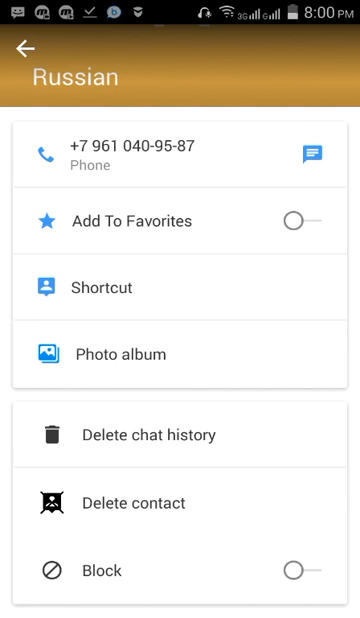 3G G 8:00 PM
Russian
+7 961 040-95-87
Phone
Add To Favorites
Shortcut
Photo album
Delete chat history
Delete contact
Block